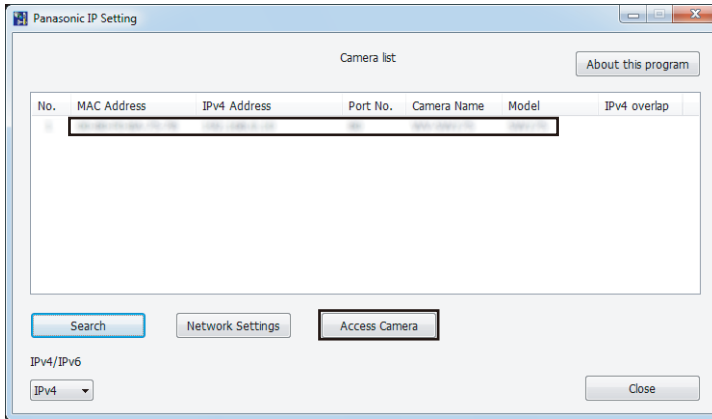 Panasonic IP Setting
Camera list
About this program
No. MAC Address IPv4 Address Port No. Camera Name Model IPv4 overlap
Search Network Settings Access Camera
IPv4/IPv6
IPv4
Close